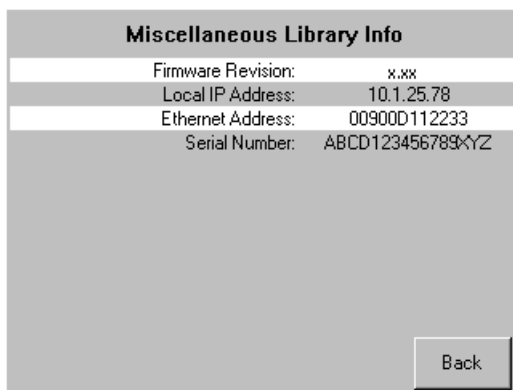 Miscellaneous Library Info
Firmware Revision: x.xx
Local IP Address: 10.1.25.78
Ethernet Address: 00900D112233
Serial Number: ABCD123456789XYZ
Back